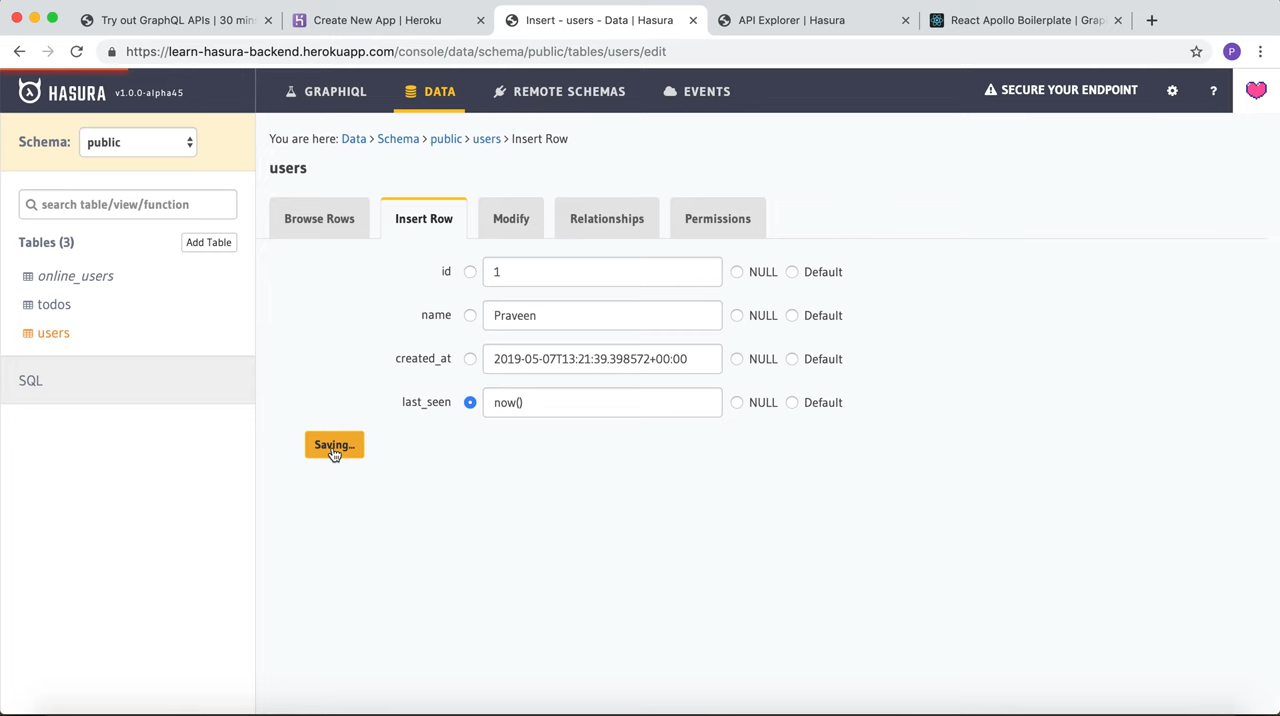 Try out GraphQL APIs | 30 mins
Create New App | Heroku
Insert - users - Data | Hasura
API Explorer | Hasura
React Apollo Boilerplate | Grap
https://learn-hasura-backend.herokuapp.com/console/data/schema/public/tables/users/edit
P
HASURA v1.0.0-alpha45
GRAPHIQL
DATA
REMOTE SCHEMAS
EVENTS
SECURE YOUR ENDPOINT
?
Schema: public
You are here: Data > Schema > public > users > Insert Row
users
search table/view/function
Browse Rows
Insert Row
Modify
Relationships
Permissions
Tables (3)
Add Table
online_users
todos
users
SQL
id 1 NULL Default
name Praveen NULL Default
created_at 2019-05-07T13:21:39.398572+00:00 NULL Default
last_seen now() NULL Default
Saving...